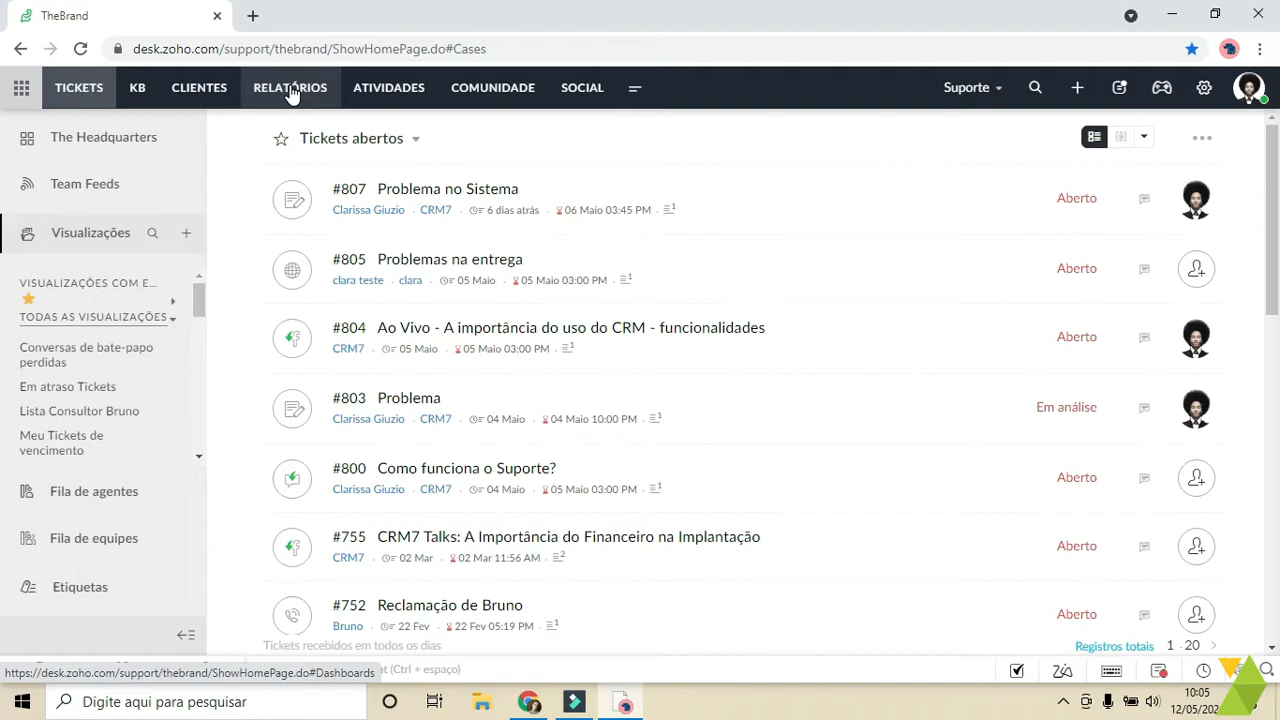 TheBrand
desk.zoho.com/support/thebrand/ShowHomePage.do#Cases
TICKETS KB CLIENTES RELATÓRIOS ATIVIDADES COMUNIDADE SOCIAL Suporte
The Headquarters
Team Feeds
Visualizações
VISUALIZAÇÕES COM E...
TODAS AS VISUALIZAÇÕES
Conversas de bate-papo
perdidas
Em atraso Tickets
Lista Consultor Bruno
Meu Tickets de
vencimento
Fila de agentes
Fila de equipes
Etiquetas
Tickets abertos
#807 Problema no Sistema
Clarissa Giuzio . CRM7 . 6 dias atrás . 06 Maio 03:45 PM . 1
Aberto
#805 Problemas na entrega
clara teste . clara . 05 Maio . 05 Maio 03:00 PM . 1
Aberto
#804 Ao Vivo - A importância do uso do CRM - funcionalidades
CRM7 . 05 Maio . 05 Maio 03:00 PM . 1
Aberto
#803 Problema
Clarissa Giuzio . CRM7 . 04 Maio . 04 Maio 10:00 PM . 1
Em análise
#800 Como funciona o Suporte?
Clarissa Giuzio . CRM7 . 04 Maio . 05 Maio 03:00 PM . 1
Aberto
#755 CRM7 Talks: A Importância do Financeiro na Implantação
CRM7 . 02 Mar . 02 Mar 11:56 AM . 2
Aberto
#752 Reclamação de Bruno
Bruno . 22 Fev . 22 Fev 05:19 PM . 1
Aberto
Tickets recebidos em todos os dias
Registros totais 1 - 20
https://desk.zoho.com/support/thebrand/ShowHomePage.do#Dashboards
(Ctrl + espaço)
Digite aqui para pesquisar
10:05